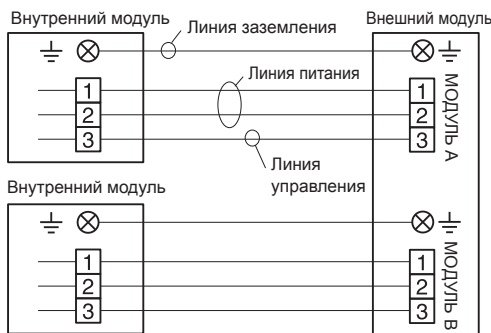 Внутренний модуль
Внешний модуль
Линия заземления
Линия питания
1
2
3
1
2
3
МОДУЛЬ A
Линия
управления
Внутренний модуль
1
2
3
1
2
3
МОДУЛЬ B